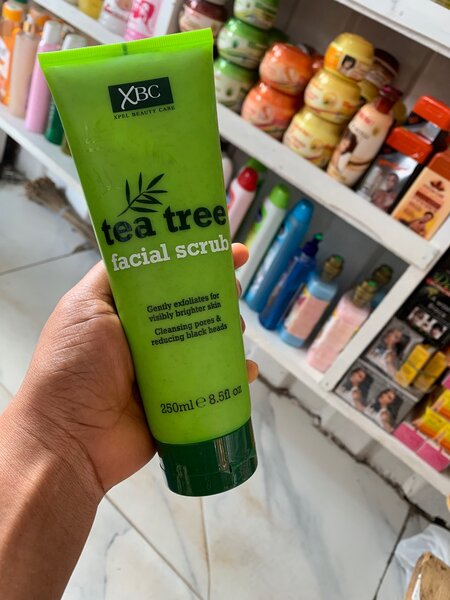 XBC
XPEL BEAUTY CARE
tea tree
facial scrub
Gently exfoliates for
visibly brighter skin
Cleansing pores &
reducing black heads
250ml e 8.5fl oz